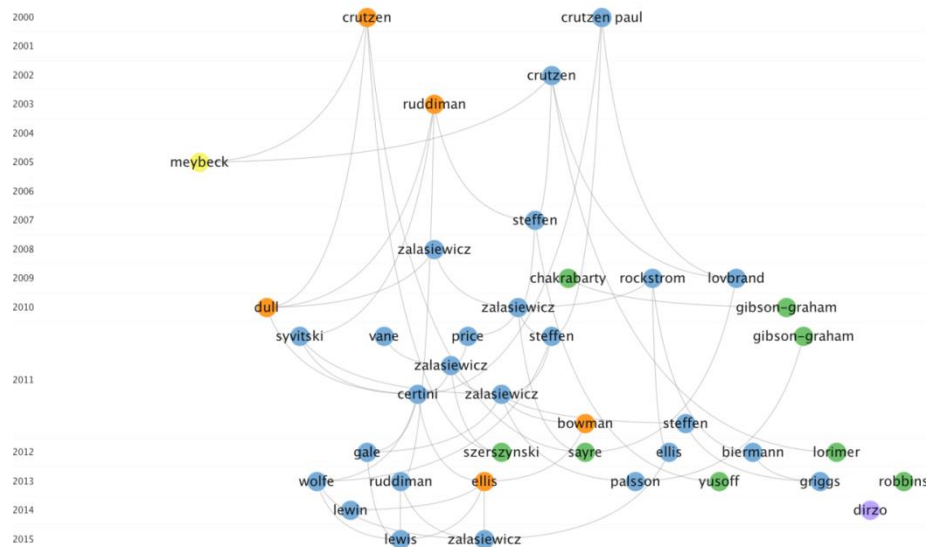 2000 crutzen crutzen paul
2001
2002 crutzen
2003 ruddiman
2004
2005 meybeck
2006
2007 steffen
2008 zalasiewicz
2009 chakrabarty rockstrom lovbrand
2010 dull zalasiewicz gibson-graham
syvitski vane price steffen gibson-graham
zalasiewicz
2011
certini zalasiewicz
bowman steffen
2012 gale szerszynski sayre ellis biermann lorimer
2013 wolfe ruddiman ellis palsson yusoff griggs robbins
2014 lewin dirzo
2015 lewis zalasiewicz